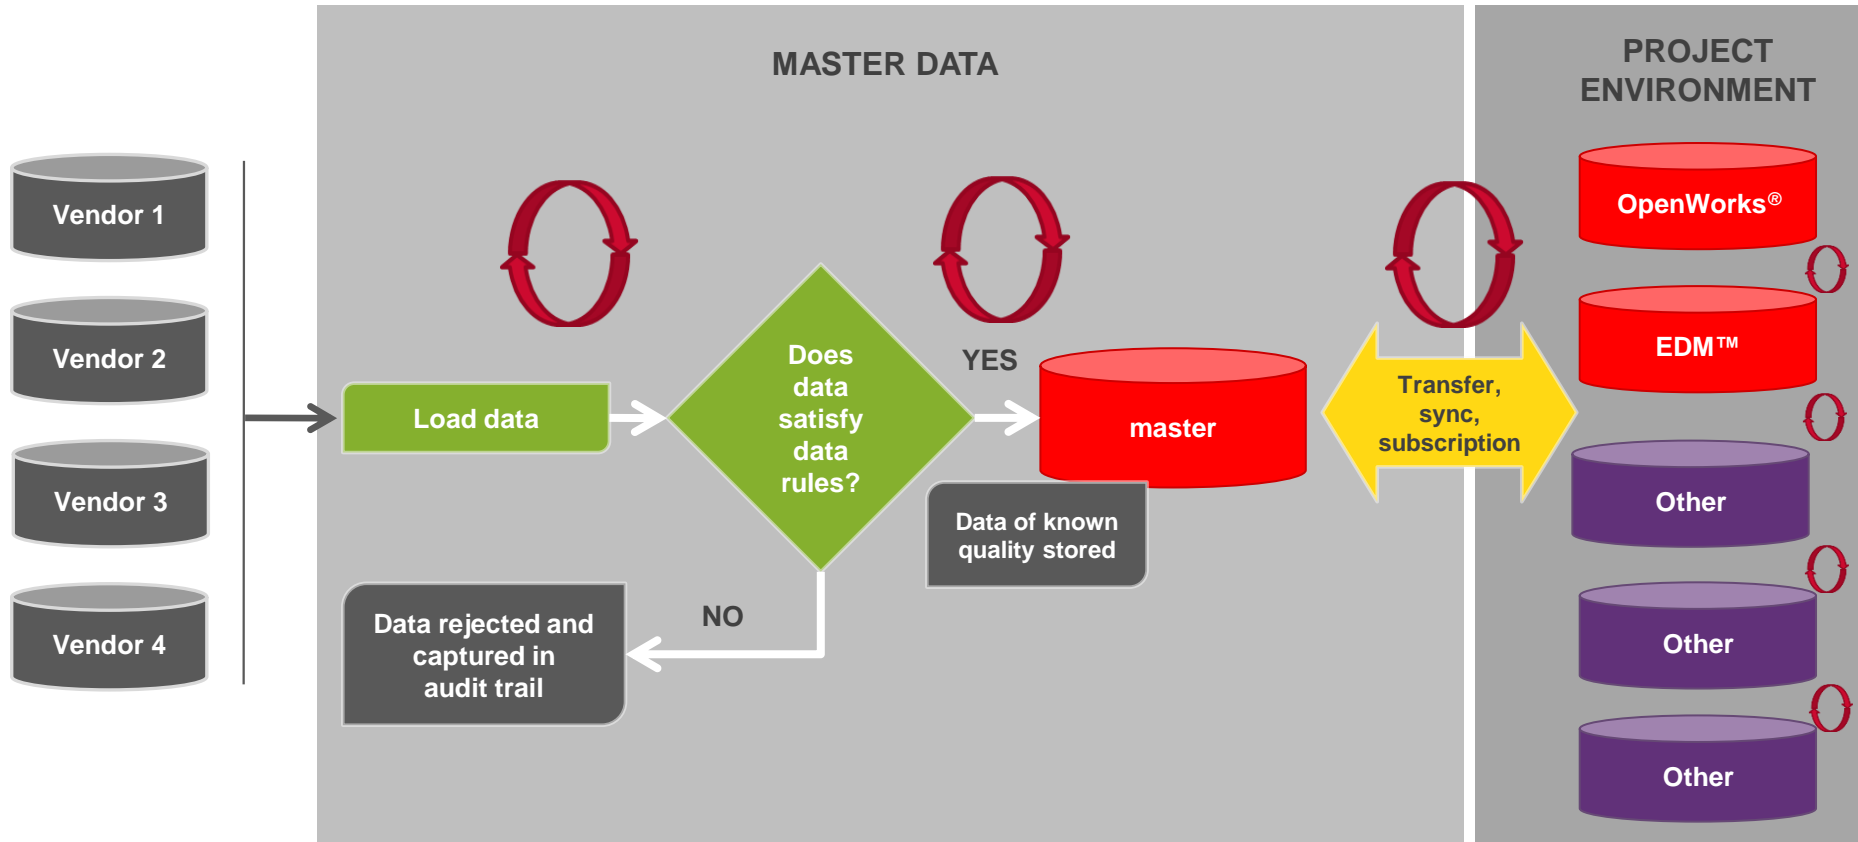 MASTER DATA
PROJECT
ENVIRONMENT
Vendor 1
Vendor 2
Vendor 3
Vendor 4
Load data
Does
data
satisfy
data
rules?
YES
NO
master
Data of known
quality stored
Data rejected and
captured in
audit trail
Transfer,
sync,
subscription
OpenWorks®
EDM™
Other
Other
Other